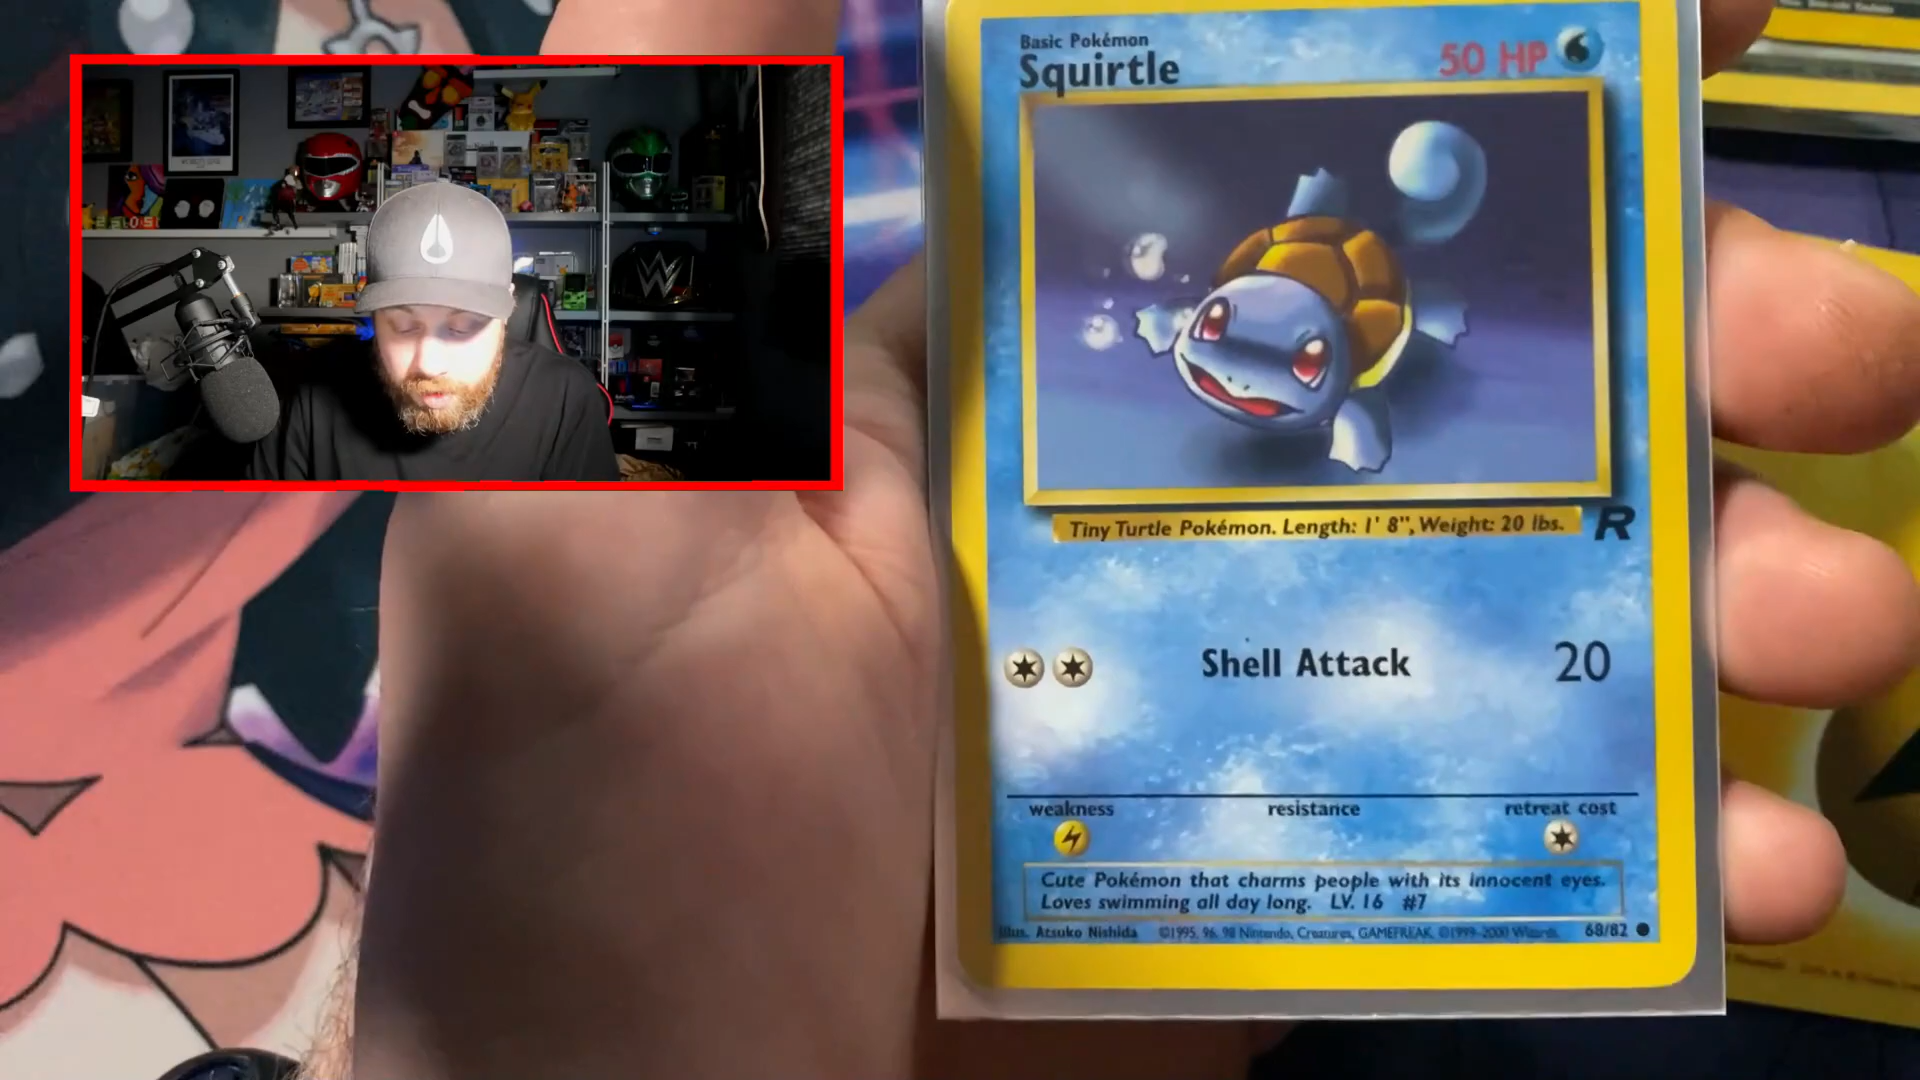 Basic Pokémon
Squirtle
50 HP
Tiny Turtle Pokémon. Length: 1' 8", Weight: 20 lbs.
R
Shell Attack
20
weakness
resistance
retreat cost
Cute Pokémon that charms people with its innocent eyes.
Loves swimming all day long. LV. 16 #7
Illus. Atsuko Nishida ©1995, 96, 98 Nintendo, Creatures, GAMEFREAK. ©1999-2000 Wizards. 68/82
W